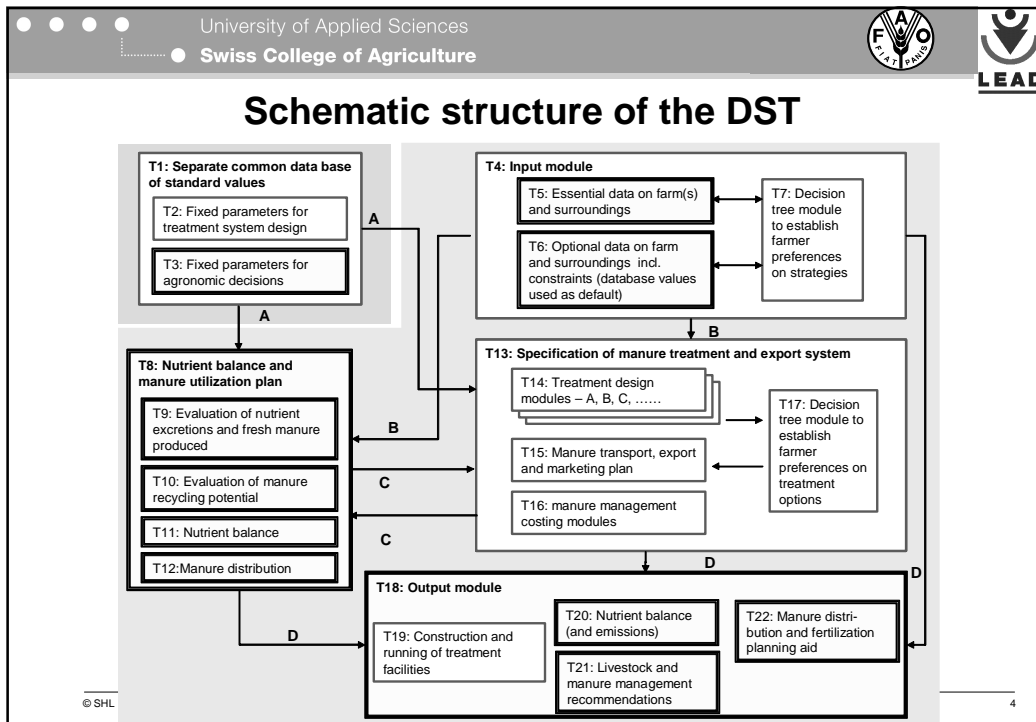 University of Applied Sciences
Swiss College of Agriculture
F A O
FIAT PANIS
LEAD
Schematic structure of the DST
T1: Separate common data base
of standard values
T2: Fixed parameters for
treatment system design
T3: Fixed parameters for
agronomic decisions
A
A
T4: Input module
T5: Essential data on farm(s)
and surroundings
T6: Optional data on farm
and surroundings incl.
constraints (database values
used as default)
T7: Decision
tree module
to establish
farmer
preferences
on strategies
B
T8: Nutrient balance and
manure utilization plan
T9: Evaluation of nutrient
excretions and fresh manure
produced
T10: Evaluation of manure
recycling potential
T11: Nutrient balance
T12:Manure distribution
B
C
C
T13: Specification of manure treatment and export system
T14: Treatment design
modules – A, B, C, ……
T15: Manure transport, export
and marketing plan
T16: manure management
costing modules
T17: Decision
tree module to
establish
farmer
preferences on
treatment
options
D
D
D
T18: Output module
T19: Construction and
running of treatment
facilities
T20: Nutrient balance
(and emissions)
T21: Livestock and
manure management
recommendations
T22: Manure distri-
bution and fertilization
planning aid
© SHL
4